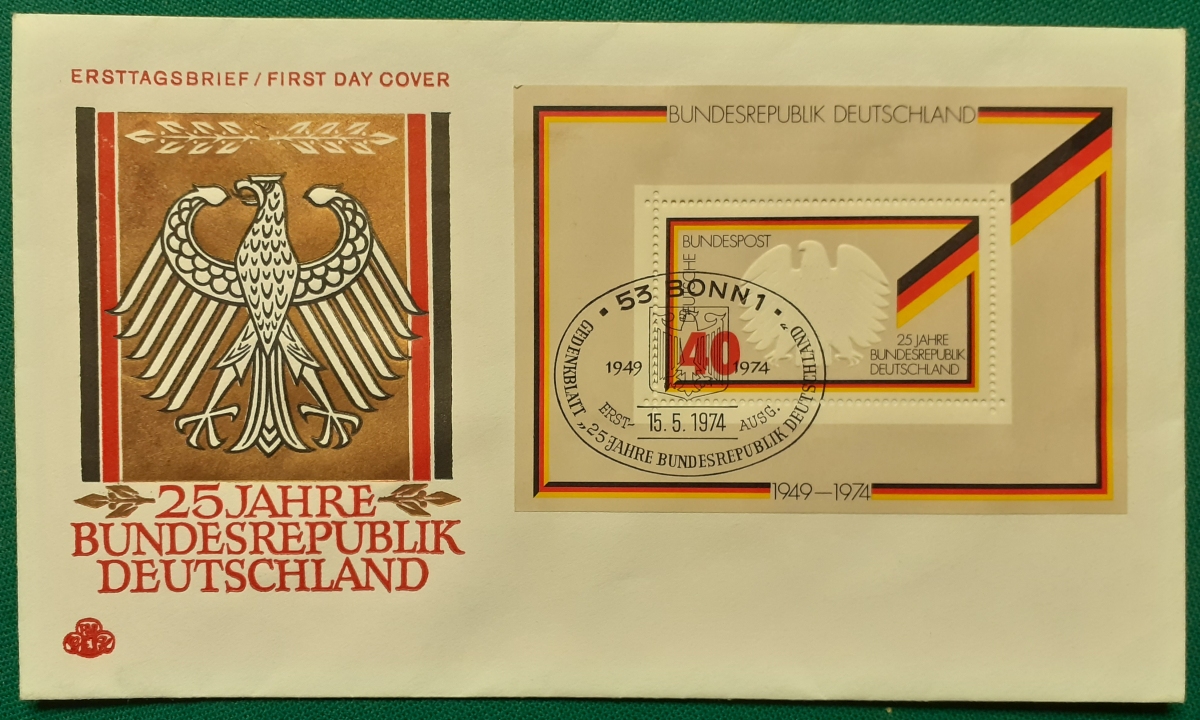 ERSTTAGSBRIEF / FIRST DAY COVER
25 JAHRE
BUNDESREPUBLIK
DEUTSCHLAND
BUNDESREPUBLIK DEUTSCHLAND
DEUTSCHE
BUNDESPOST
40
25 JAHRE
BUNDESREPUBLIK
DEUTSCHLAND
1949—1974
53 BONN 1
1949 1974
ERST- AUSG.
15.5.1974
GEDENKBLATT „25 JAHRE BUNDESREPUBLIK DEUTSCHLAND“